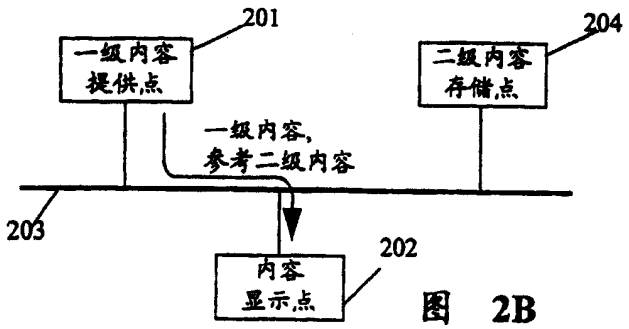 201
一级内容
提供点
204
二级内容
存储点
一级内容，
参考二级内容
203
202
内容
显示点
图 2B